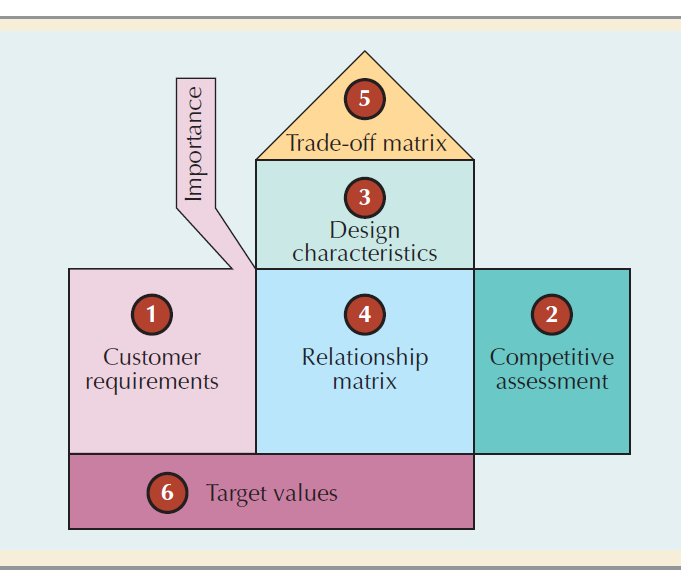 5
Trade-off matrix
Importance
3
Design
characteristics
1
Customer
requirements
4
Relationship
matrix
2
Competitive
assessment
6 Target values